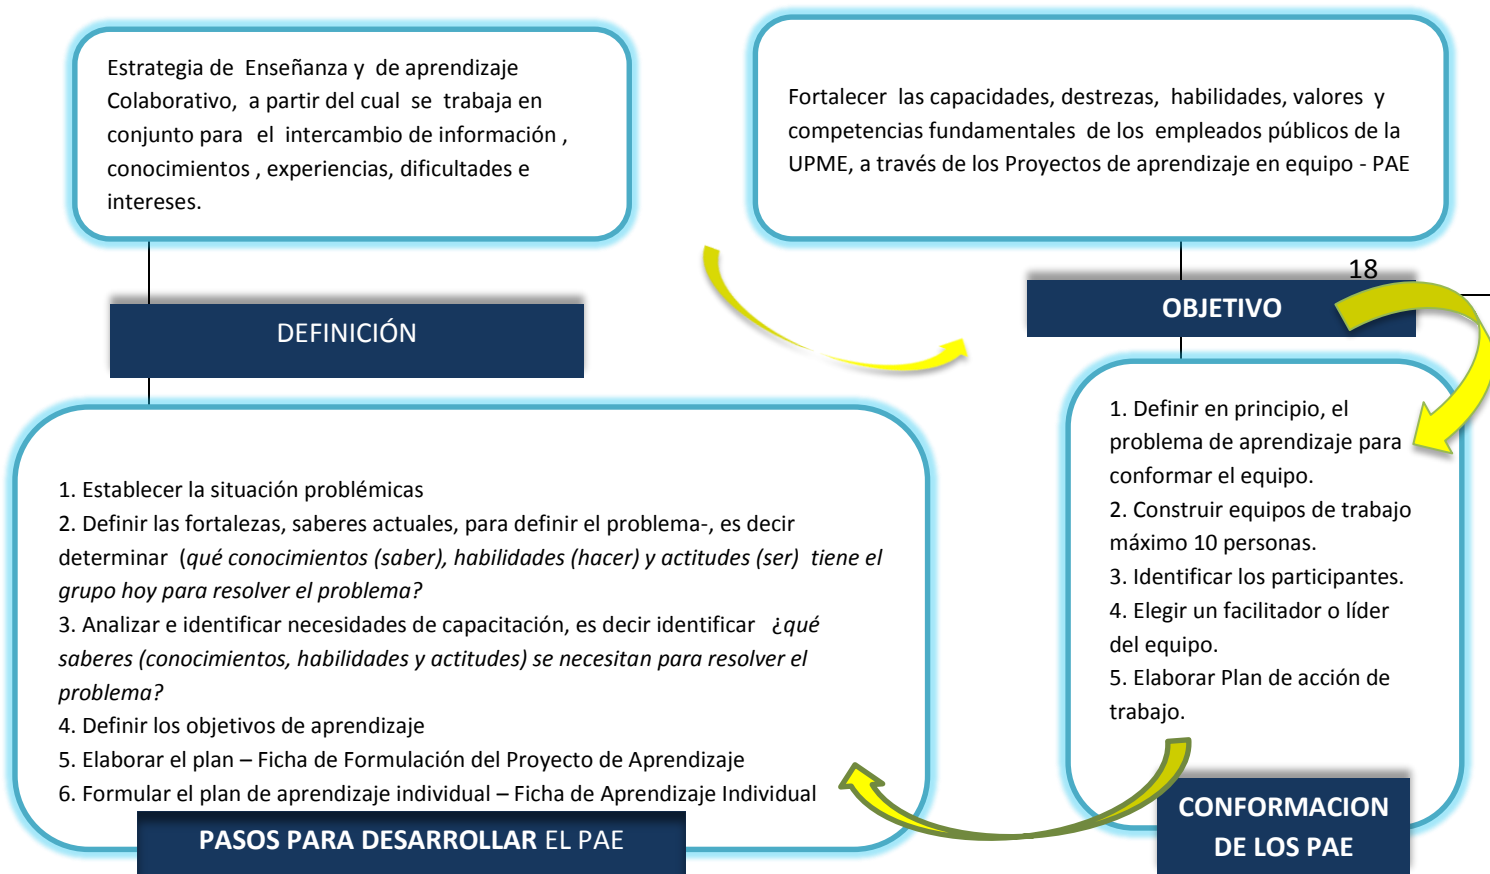 Estrategia de Enseñanza y de aprendizaje
Colaborativo, a partir del cual se trabaja en
conjunto para el intercambio de información ,
conocimientos , experiencias, dificultades e
intereses.
DEFINICIÓN
Fortalecer las capacidades, destrezas, habilidades, valores y
competencias fundamentales de los empleados públicos de la
UPME, a través de los Proyectos de aprendizaje en equipo - PAE
18
OBJETIVO
1. Definir en principio, el
problema de aprendizaje para
conformar el equipo.
2. Construir equipos de trabajo
máximo 10 personas.
3. Identificar los participantes.
4. Elegir un facilitador o líder
del equipo.
5. Elaborar Plan de acción de
trabajo.
CONFORMACION
DE LOS PAE
1. Establecer la situación problémicas
2. Definir las fortalezas, saberes actuales, para definir el problema-, es decir
determinar (qué conocimientos (saber), habilidades (hacer) y actitudes (ser) tiene el
grupo hoy para resolver el problema?
3. Analizar e identificar necesidades de capacitación, es decir identificar ¿qué
saberes (conocimientos, habilidades y actitudes) se necesitan para resolver el
problema?
4. Definir los objetivos de aprendizaje
5. Elaborar el plan – Ficha de Formulación del Proyecto de Aprendizaje
6. Formular el plan de aprendizaje individual – Ficha de Aprendizaje Individual
PASOS PARA DESARROLLAR EL PAE